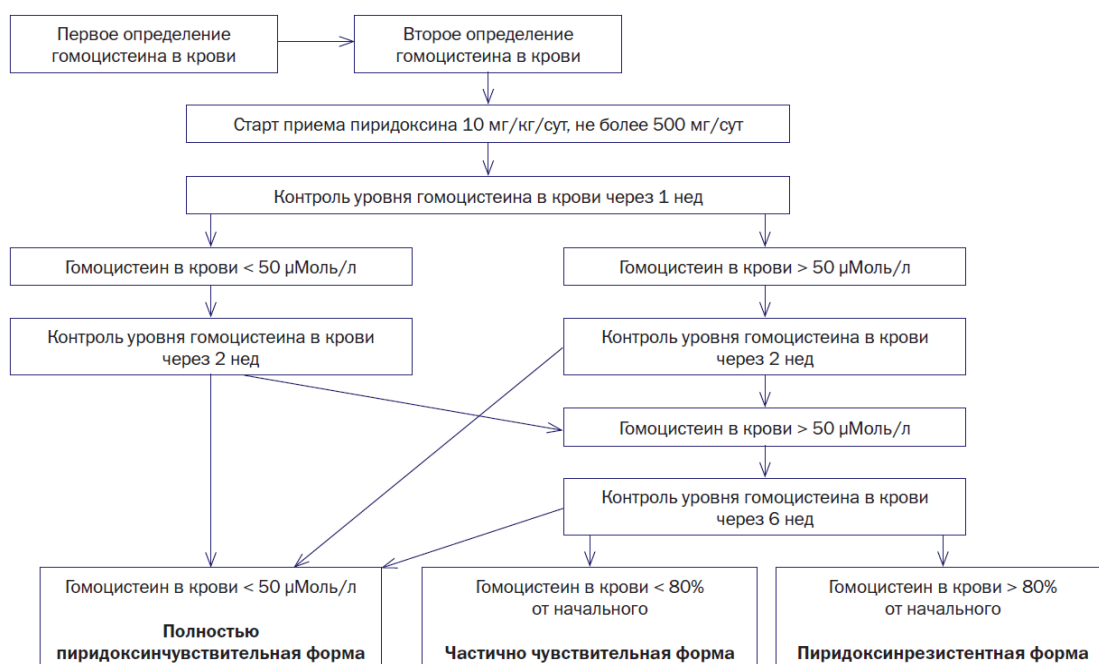 Первое определение
гомоцистеина в крови
Второе определение
гомоцистеина в крови
Старт приема пиридоксина 10 мг/кг/сут, не более 500 мг/сут
Контроль уровня гомоцистеина в крови через 1 нед
Гомоцистеин в крови < 50 μМоль/л
Гомоцистеин в крови > 50 μМоль/л
Контроль уровня гомоцистеина в крови
через 2 нед
Контроль уровня гомоцистеина в крови
через 2 нед
Гомоцистеин в крови > 50 μМоль/л
Контроль уровня гомоцистеина в крови
через 6 нед
Гомоцистеин в крови < 50 μМоль/л
Полностью
пиридоксинчувствительная форма
Гомоцистеин в крови < 80%
от начального
Частично чувствительная форма
Гомоцистеин в крови > 80%
от начального
Пиридоксинрезистентная форма